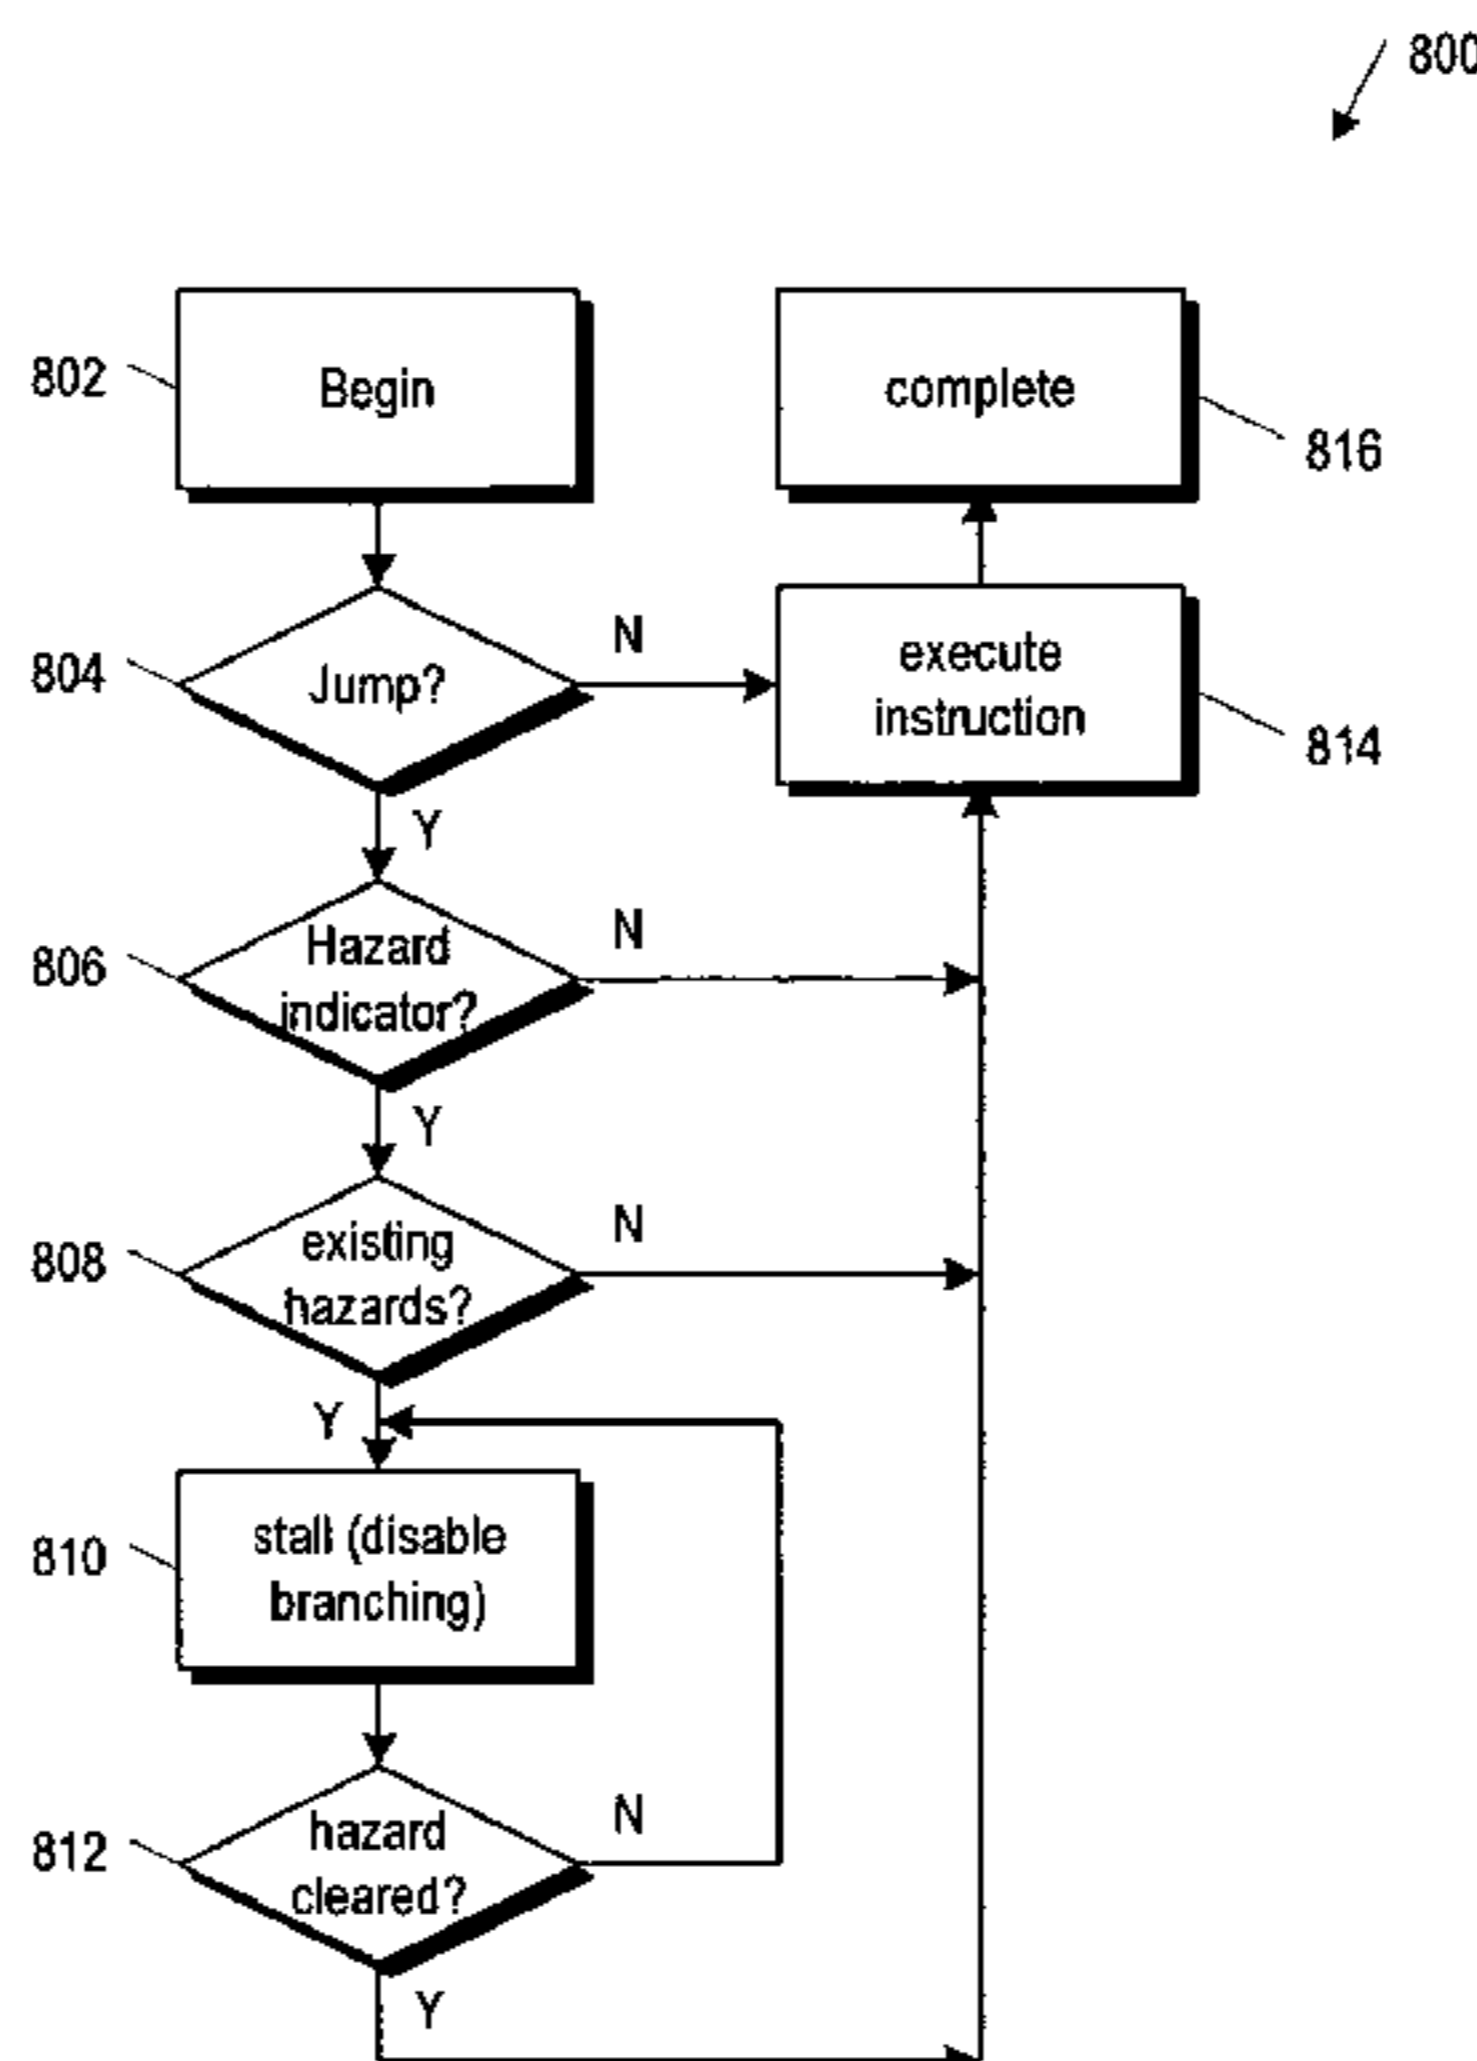 800
802
Begin
complete
816
804
Jump?
N
execute
instruction
814
Y
806
Hazard
indicator?
N
Y
808
existing
hazards?
N
Y
810
stall (disable
branching)
812
hazard
cleared?
N
Y